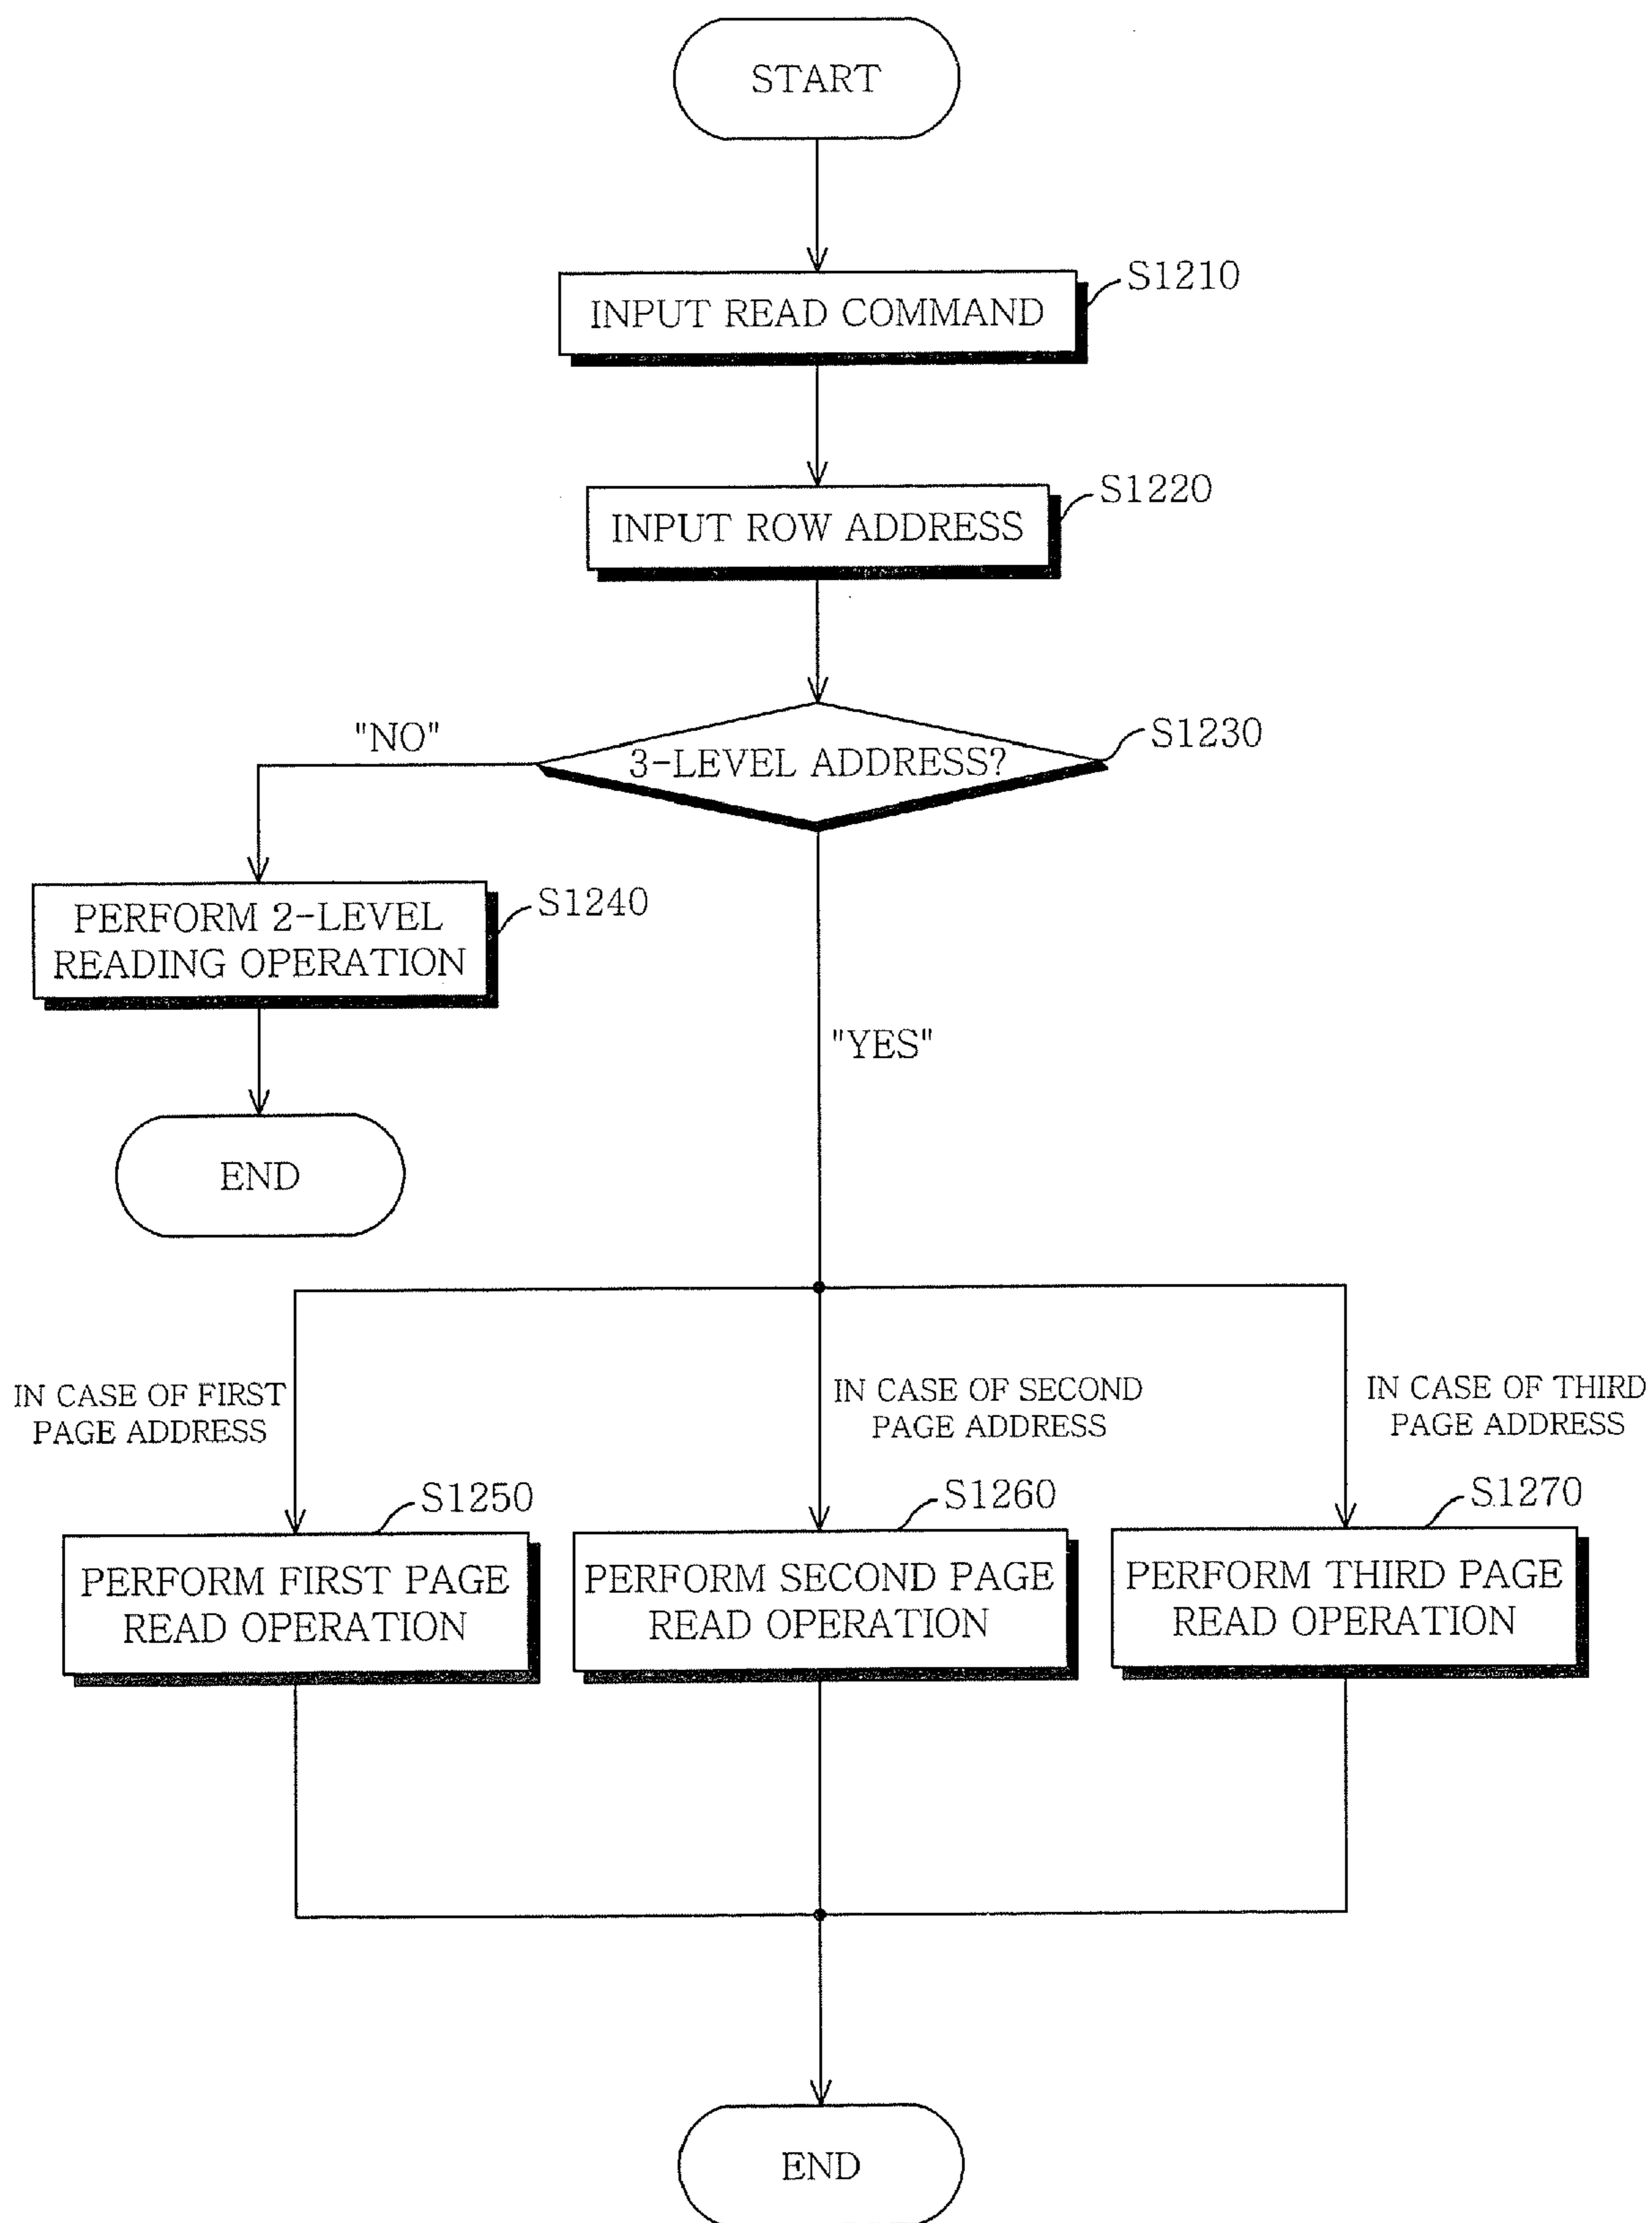 START
S1210
INPUT READ COMMAND
S1220
INPUT ROW ADDRESS
"NO"
3-LEVEL ADDRESS?
S1230
PERFORM 2-LEVEL
READING OPERATION
S1240
"YES"
END
IN CASE OF FIRST
PAGE ADDRESS
IN CASE OF SECOND
PAGE ADDRESS
IN CASE OF THIRD
PAGE ADDRESS
S1250
S1260
S1270
PERFORM FIRST PAGE
READ OPERATION
PERFORM SECOND PAGE
READ OPERATION
PERFORM THIRD PAGE
READ OPERATION
END